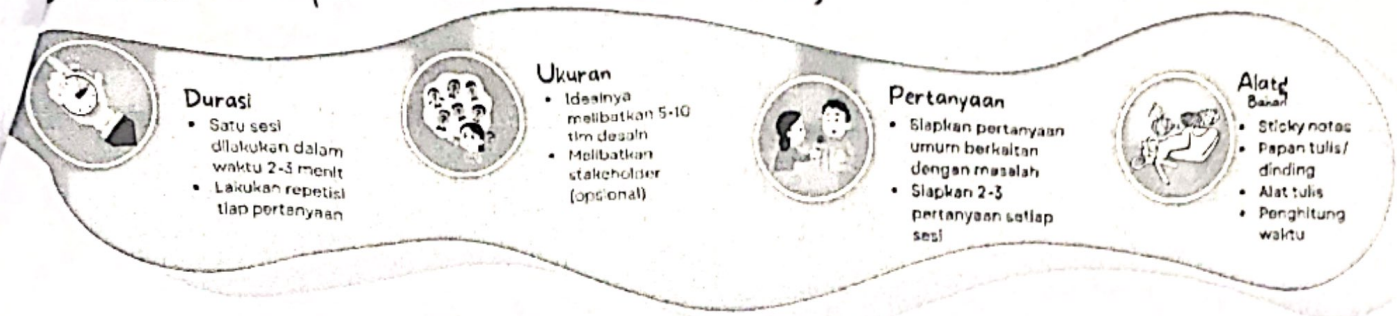 Durasi
• Satu sesi
dilakukan dalam
waktu 2-3 menit
• Lakukan repetisi
tiap pertanyaan
Ukuran
• Idealnya
melibatkan 5-10
tim desain
• Melibatkan
stakeholder
(opsional)
Pertanyaan
• Siapkan pertanyaan
umum berkaitan
dengan masalah
• Siapkan 2-3
pertanyaan setiap
sesi
Alat &
Bahan
• Sticky notes
• Papan tulis/
dinding
• Alat tulis
• Penghitung
waktu